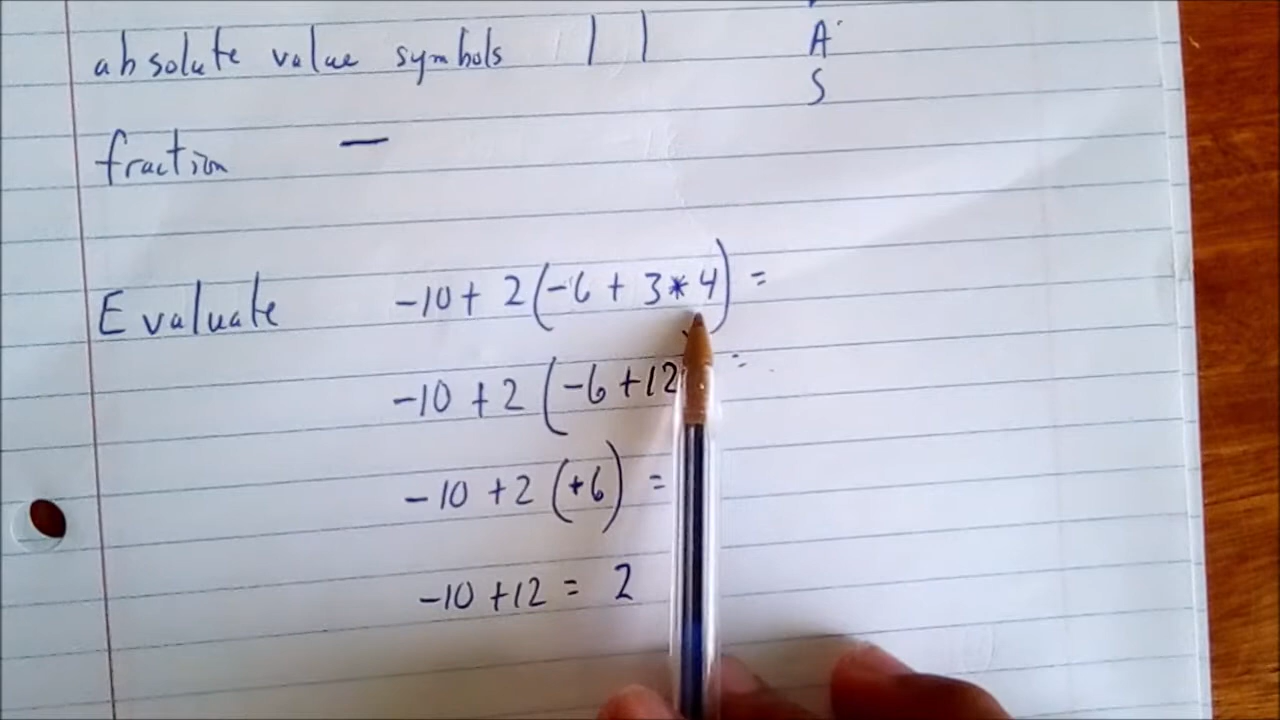 absolute value symbols | | A
S
fraction —
Evaluate -10 + 2(-6 + 3*4) =
-10 + 2 (-6 +12 =
-10 +2 (+6) =
-10 +12 = 2